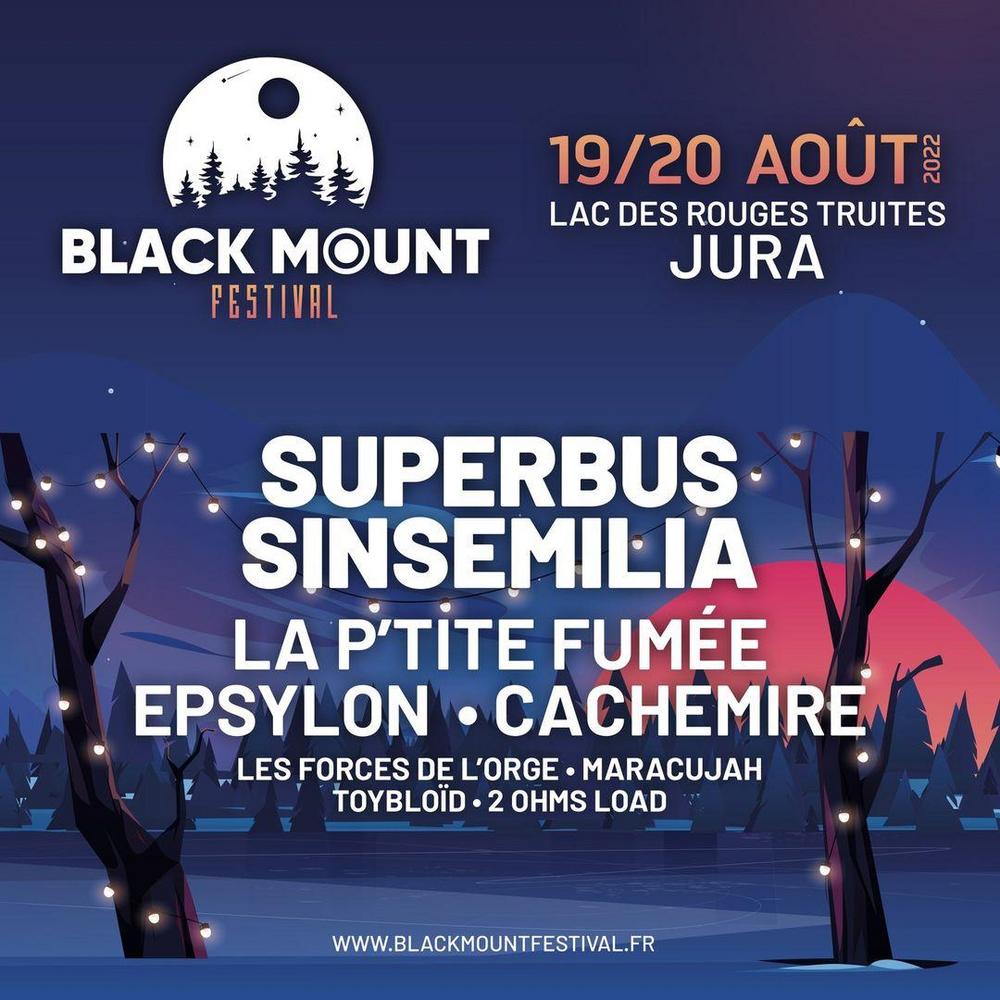 BLACK MOUNT
FESTIVAL
19/20 AOÛT 2022
LAC DES ROUGES TRUITES
JURA
SUPERBUS
SINSEMILIA
LA P'TITE FUMÉE
EPSYLON • CACHEMIRE
LES FORCES DE L'ORGE • MARACUJAH
TOYBLOÏD • 2 OHMS LOAD
WWW.BLACKMOUNTFESTIVAL.FR